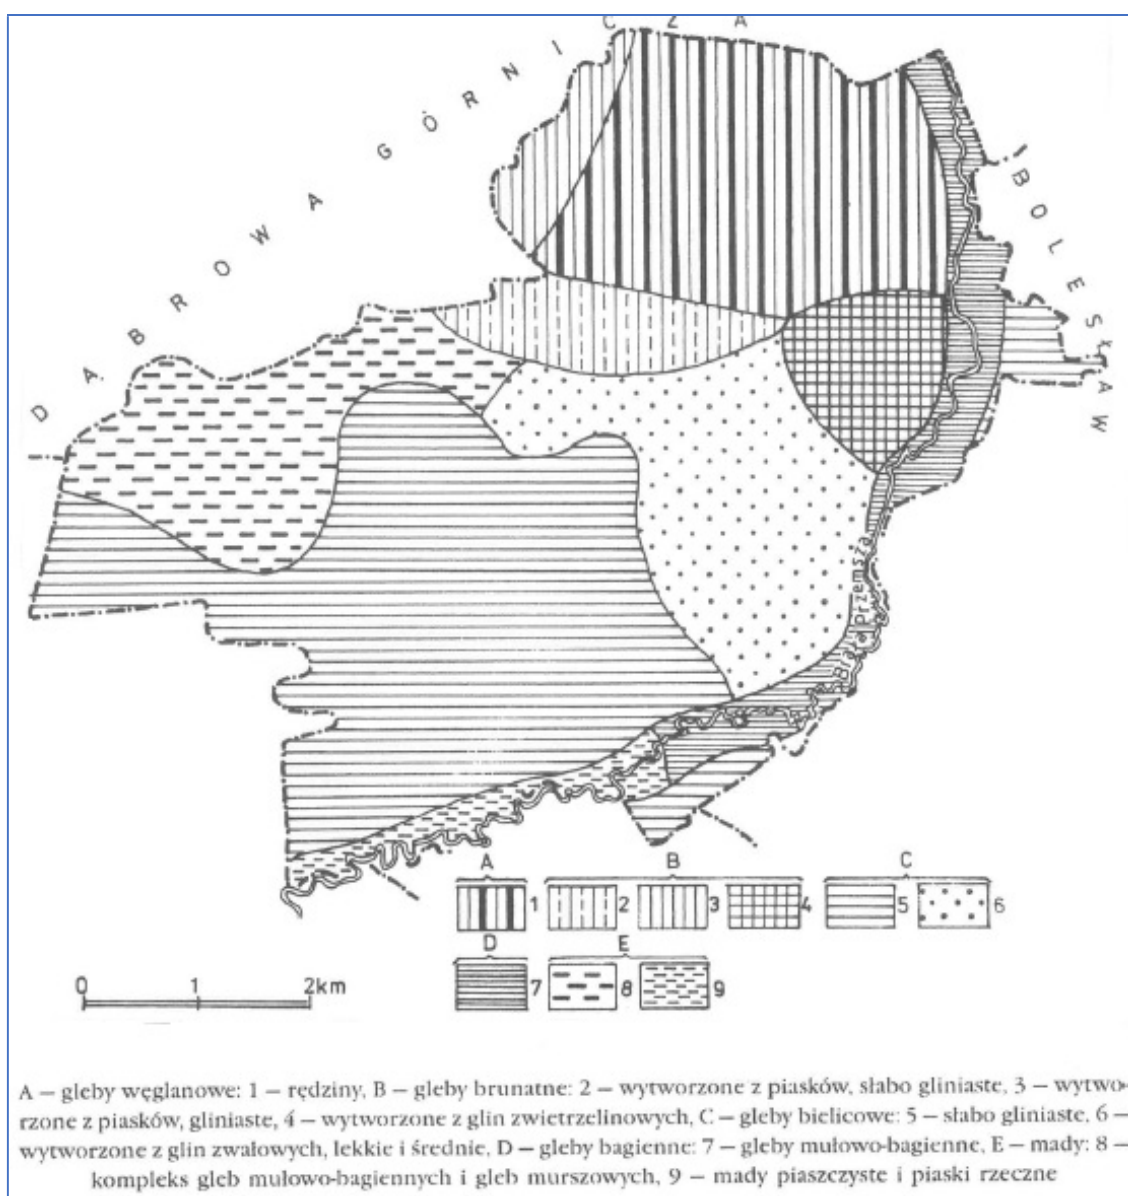 DĄBROWA GÓRNICZA
BOLESŁAW
Biała Przemsza
A B C
1 2 3 4 5 6
D E
7 8 9
0 1 2km
A — gleby węglanowe: 1 — rędziny, B — gleby brunatne: 2 — wytworzone z piasków, słabo gliniaste, 3 — wytwo-
rzone z piasków, gliniaste, 4 — wytworzone z glin zwietrzelinowych, C — gleby bielicowe: 5 — słabo gliniaste, 6 —
wytworzone z glin zwałowych, lekkie i średnie, D — gleby bagienne: 7 — gleby mułowo-bagienne, E — mady: 8 —
kompleks gleb mułowo-bagiennych i gleb murszowych, 9 — mady piaszczyste i piaski rzeczne